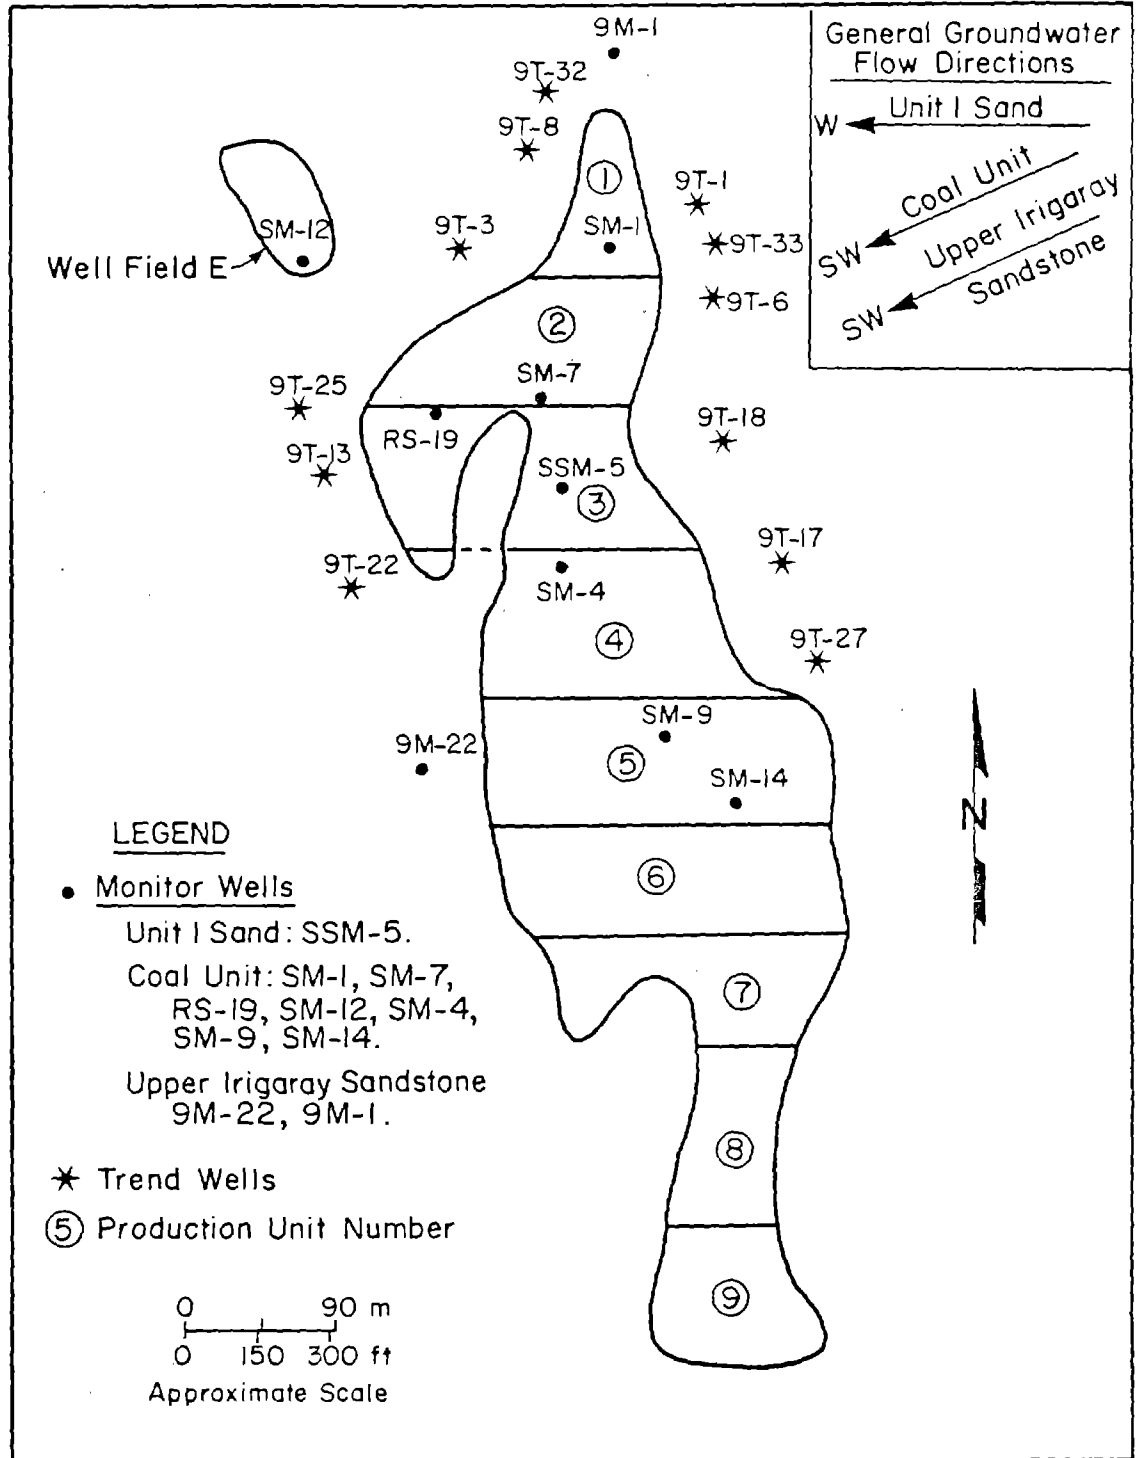 9M-1
General Groundwater
Flow Directions
9T-32
Unit 1 Sand
W
9T-8
Coal Unit
SW
Upper Irigaray
Sandstone
SW
①
9T-1
SM-12
9T-3
SM-1
9T-33
Well Field E
9T-6
②
SM-7
9T-25
RS-19
9T-18
9T-13
SSM-5
③
9T-17
9T-22
SM-4
④
9T-27
SM-9
9M-22
⑤
SM-14
N
⑥
⑦
⑧
⑨
LEGEND
Monitor Wells
Unit 1 Sand: SSM-5.
Coal Unit: SM-1, SM-7,
RS-19, SM-12, SM-4,
SM-9, SM-14.
Upper Irigaray Sandstone
9M-22, 9M-1.
Trend Wells
⑤ Production Unit Number
0 90 m
0 150 300 ft
Approximate Scale